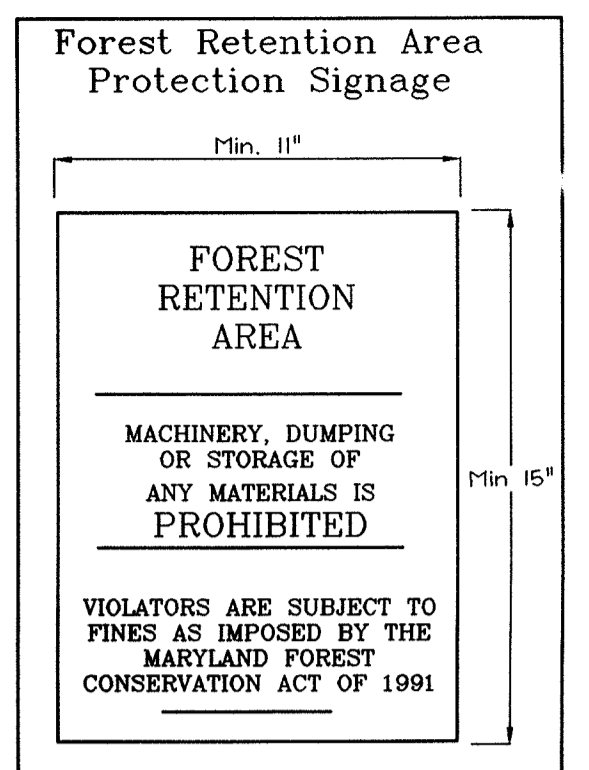 Forest Retention Area
Protection Signage
Min. 11"
FOREST
RETENTION
AREA
MACHINERY, DUMPING
OR STORAGE OF
ANY MATERIALS IS
PROHIBITED
Min 15"
VIOLATORS ARE SUBJECT TO
FINES AS IMPOSED BY THE
MARYLAND FOREST
CONSERVATION ACT OF 1991